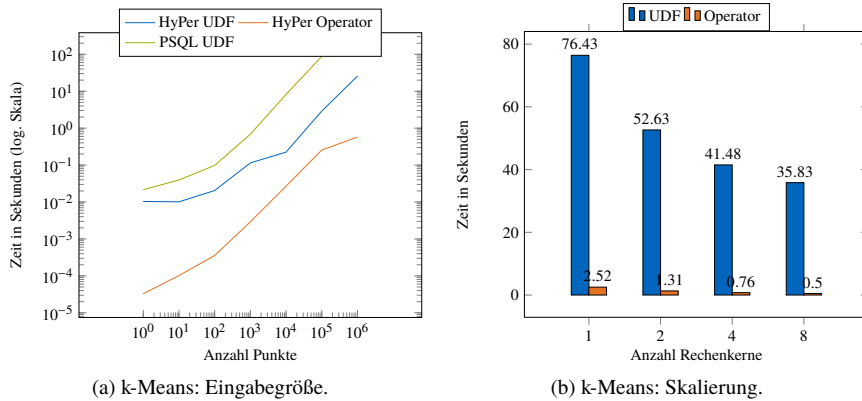 HyPer UDF HyPer Operator
PSQL UDF
Zeit in Sekunden (log. Skala)
10^2
10^1
10^0
10^−1
10^−2
10^−3
10^−4
10^−5
10^0 10^1 10^2 10^3 10^4 10^5 10^6
Anzahl Punkte
(a) k-Means: Eingabegröße.
UDF Operator
Zeit in Sekunden
80
60
40
20
0
76.43
52.63
41.48
35.83
2.52
1.31
0.76
0.5
1 2 4 8
Anzahl Rechenkerne
(b) k-Means: Skalierung.